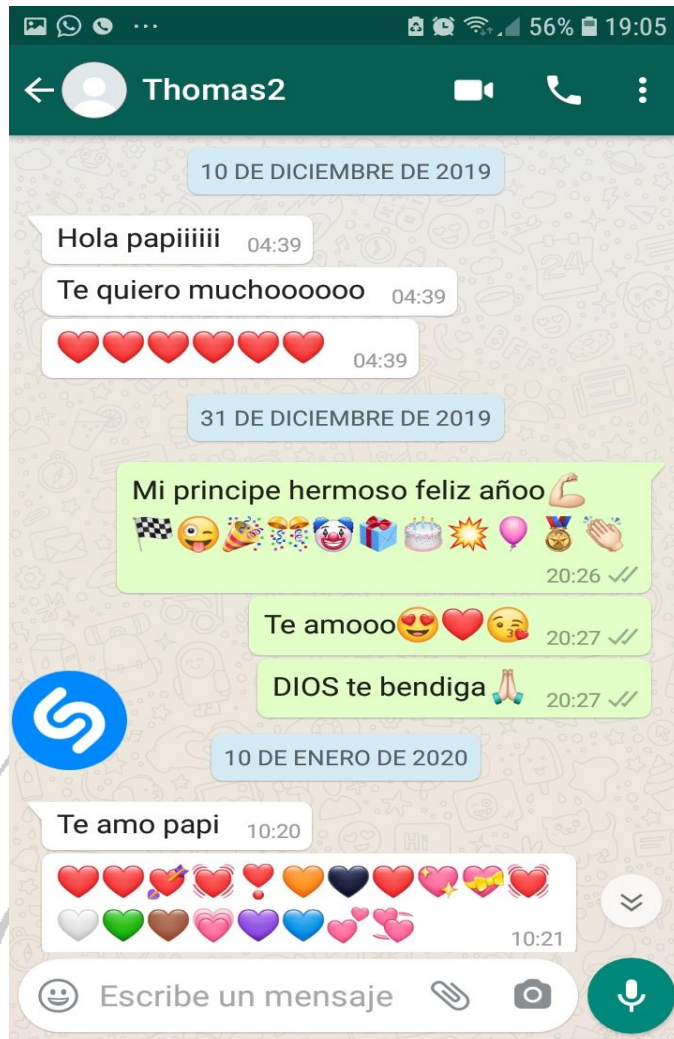 56% 19:05
Thomas2
10 DE DICIEMBRE DE 2019
Hola papiiiiii 04:39
Te quiero muchoooooo 04:39
❤️❤️❤️❤️❤️❤️ 04:39
31 DE DICIEMBRE DE 2019
Mi principe hermoso feliz añoo💪🏻
🏁😜🎉🎊🤡🎁🎂💥🎈🏅👏🏻
20:26
Te amooo😍❤️😘 20:27
DIOS te bendiga🙏🏻 20:27
10 DE ENERO DE 2020
Te amo papi 10:20
❤️❤️💘💓❣️🧡🖤❤️💖💝💓
🤍💚🤎💗💜💙💕💞
10:21
Escribe un mensaje